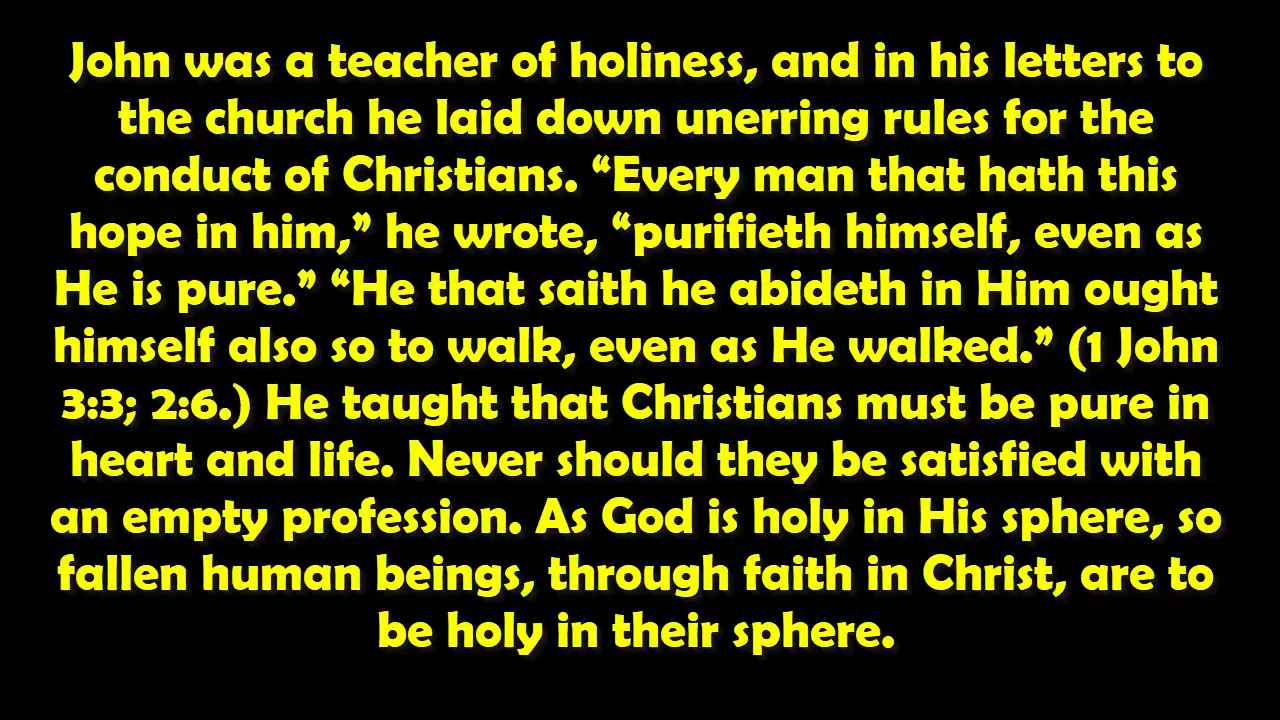 John was a teacher of holiness, and in his letters to
the church he laid down unerring rules for the
conduct of Christians. “Every man that hath this
hope in him,” he wrote, “purifieth himself, even as
He is pure.” “He that saith he abideth in Him ought
himself also so to walk, even as He walked.” (1 John
3:3; 2:6.) He taught that Christians must be pure in
heart and life. Never should they be satisfied with
an empty profession. As God is holy in His sphere, so
fallen human beings, through faith in Christ, are to
be holy in their sphere.